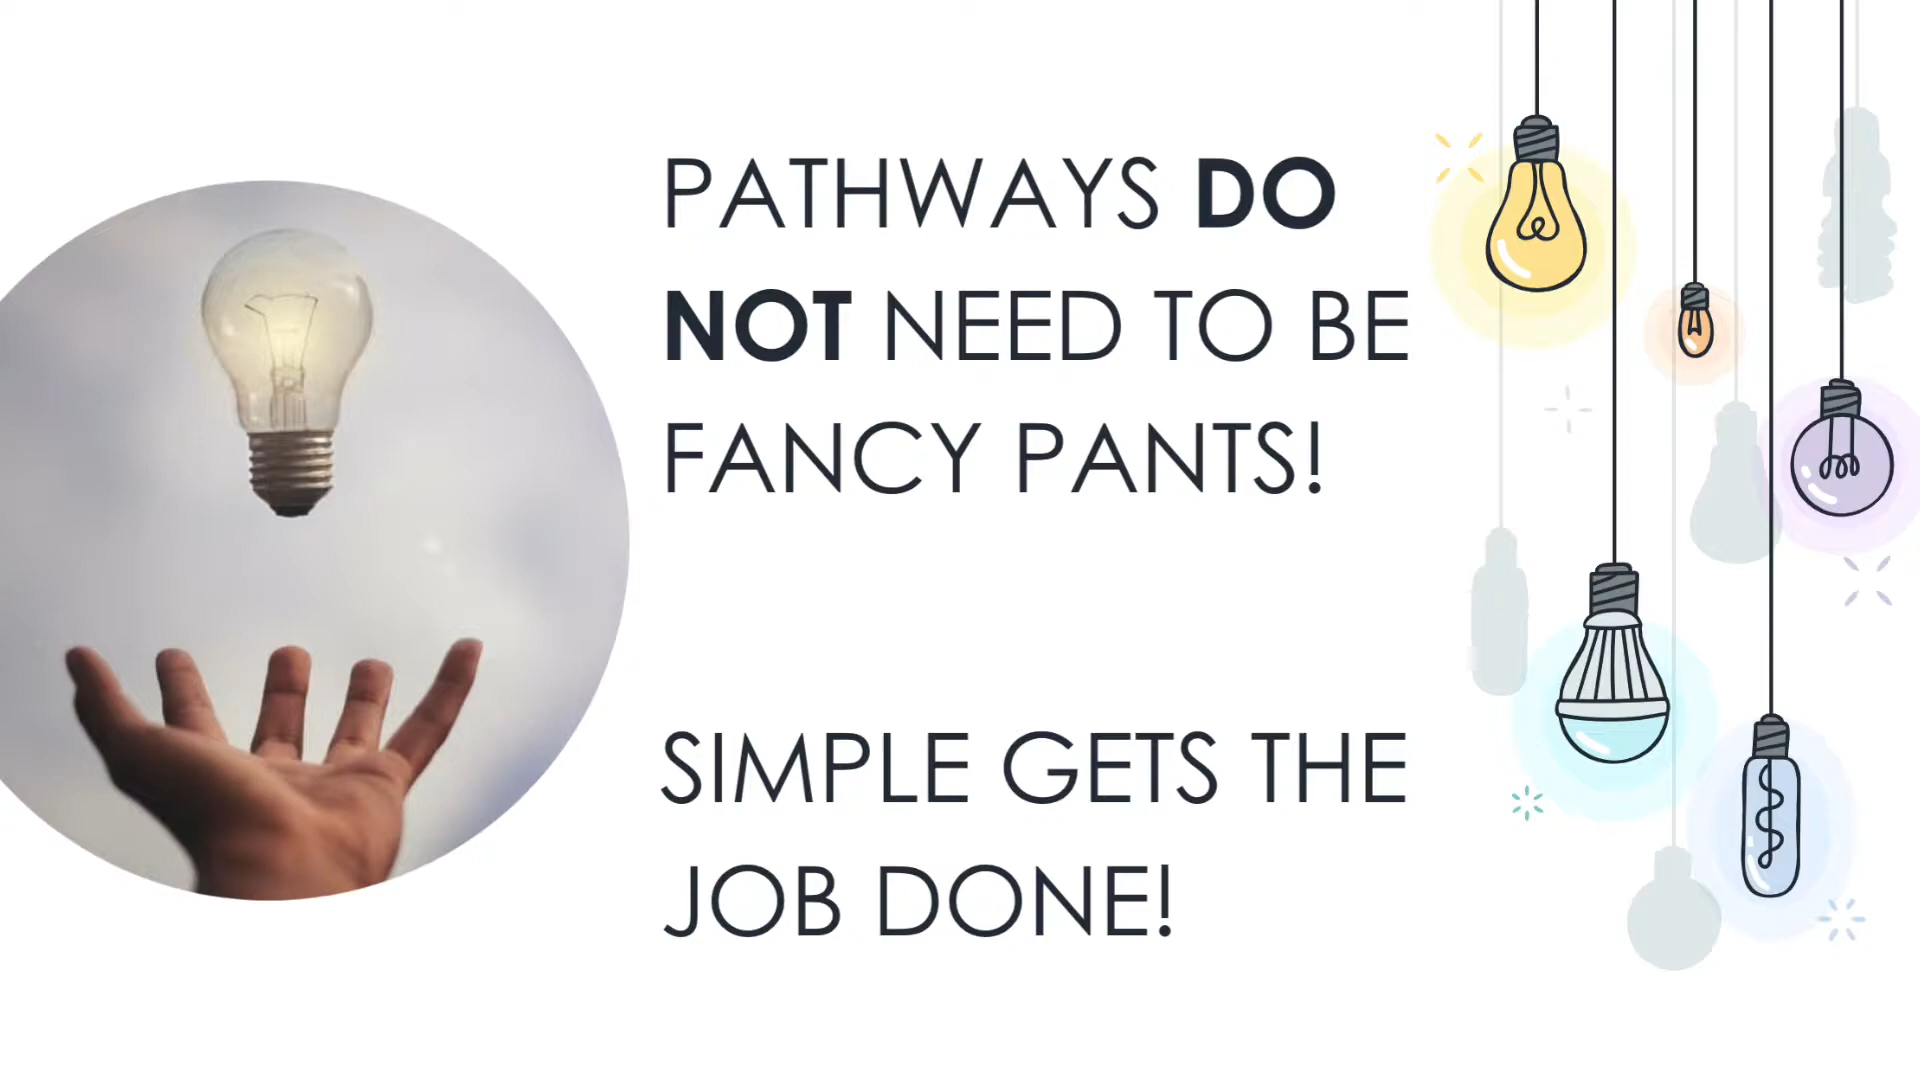 PATHWAYS DO
NOT NEED TO BE
FANCY PANTS!
SIMPLE GETS THE
JOB DONE!